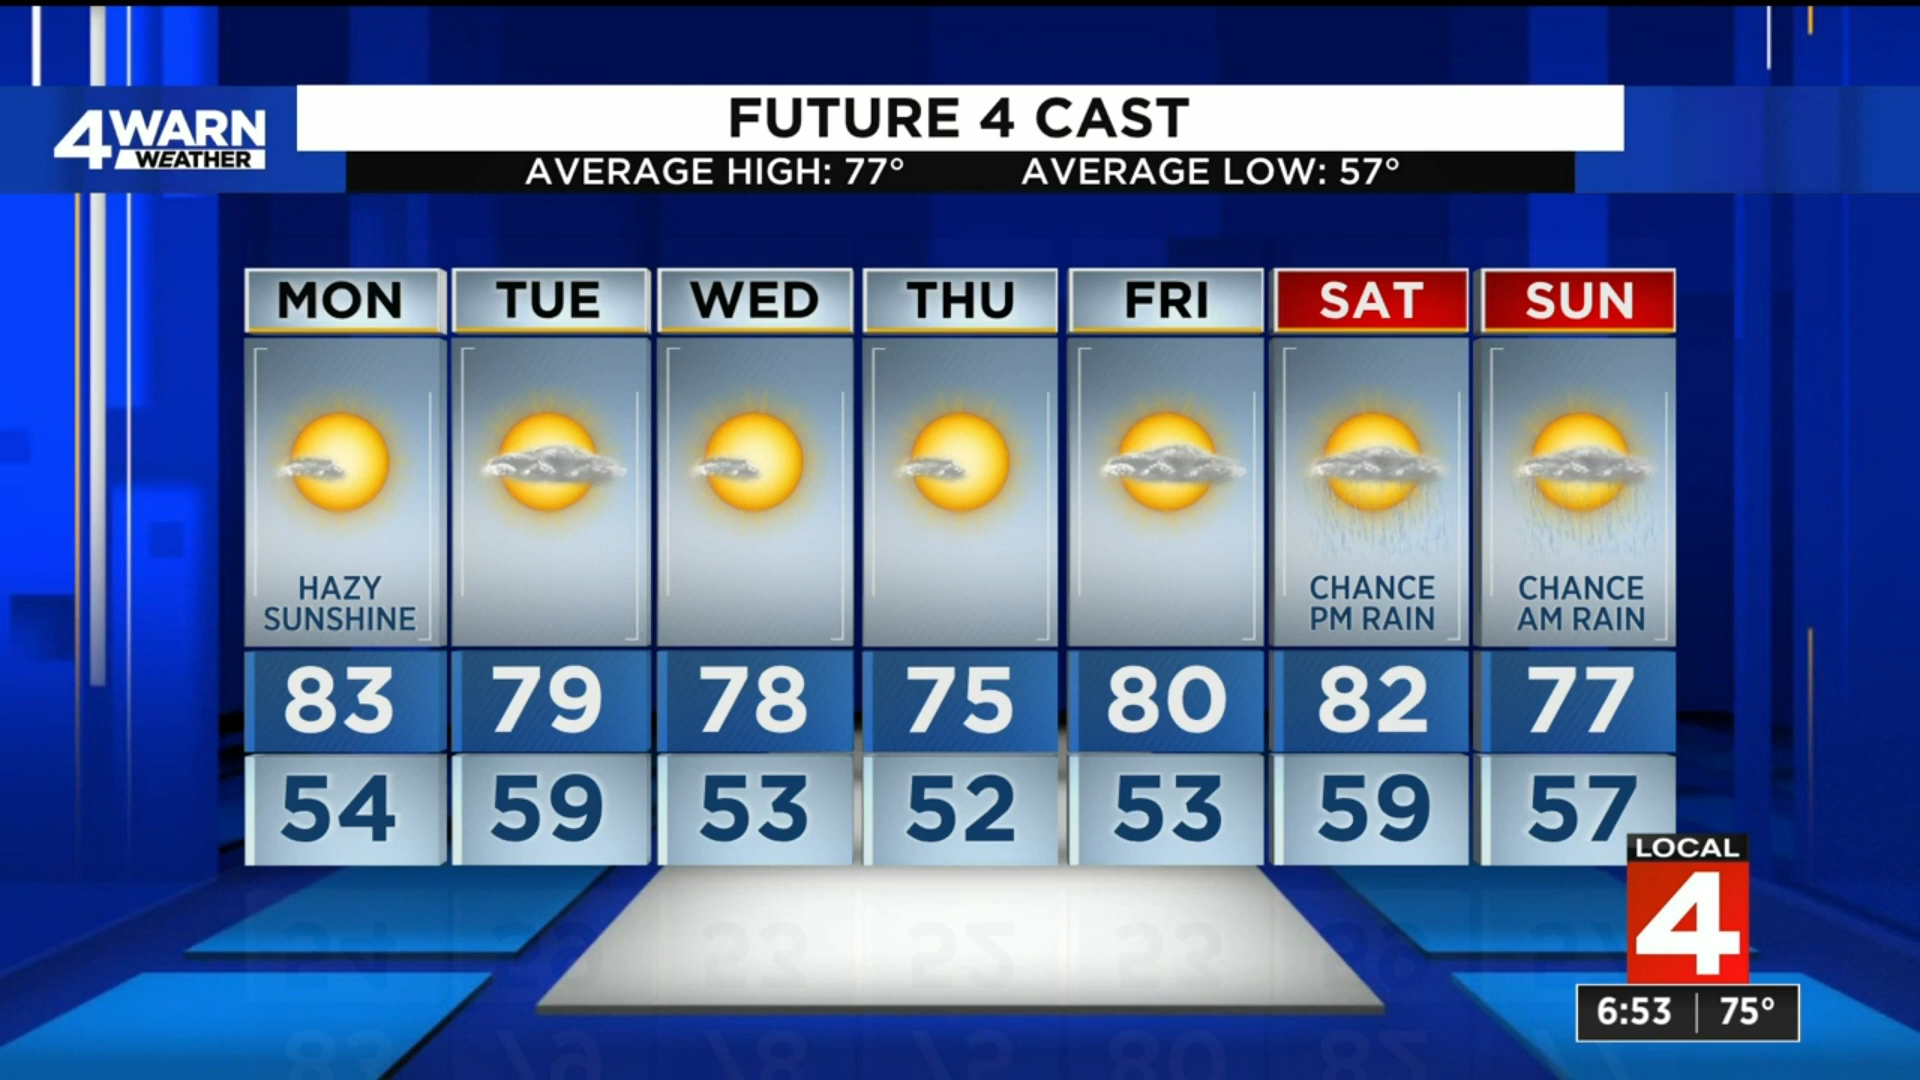 4WARN
WEATHER
FUTURE 4 CAST
AVERAGE HIGH: 77° AVERAGE LOW: 57°
MON TUE WED THU FRI SAT SUN
HAZY
SUNSHINE
CHANCE
PM RAIN
CHANCE
AM RAIN
83 79 78 75 80 82 77
54 59 53 52 53 59 57
LOCAL
4
6:53 75°